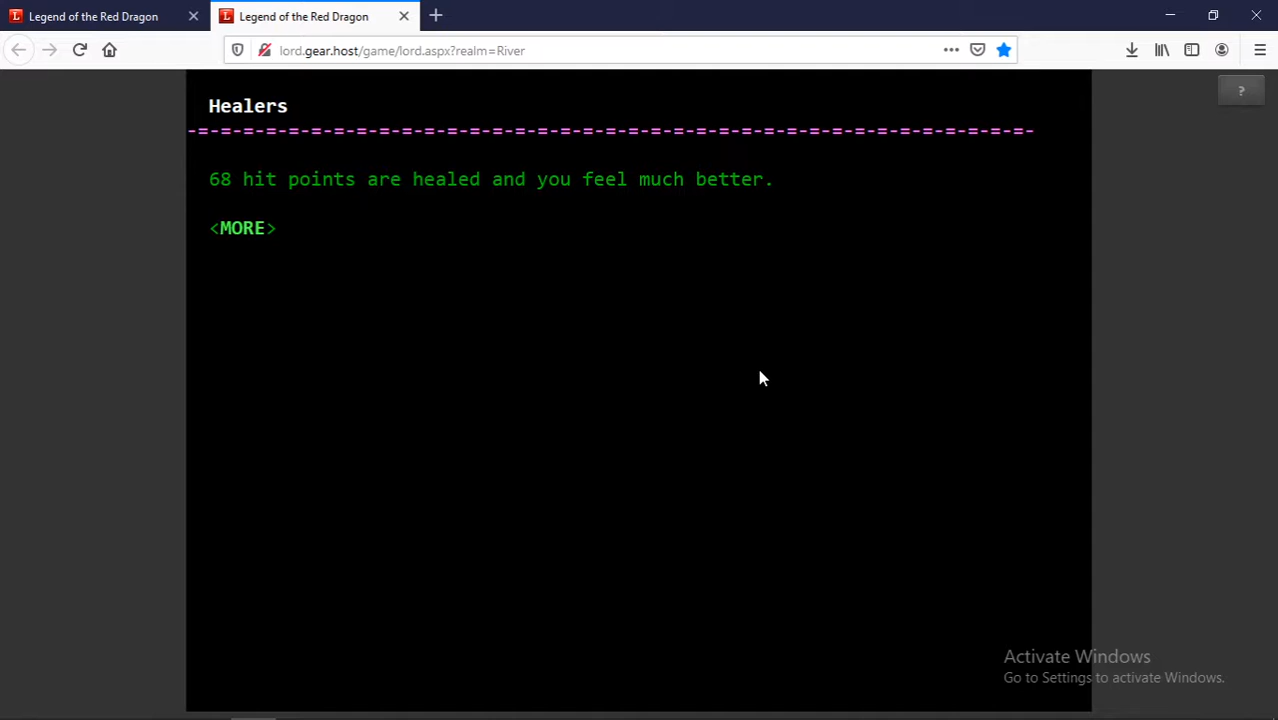 Legend of the Red Dragon
Legend of the Red Dragon
lord.gear.host/game/lord.aspx?realm=River
?
Healers
-=-=-=-=-=-=-=-=-=-=-=-=-=-=-=-=-=-=-=-=-=-=-=-=-=-=-=-=-=-=-=-=-=-=-=-=-=-
68 hit points are healed and you feel much better.
<MORE>
Activate Windows
Go to Settings to activate Windows.